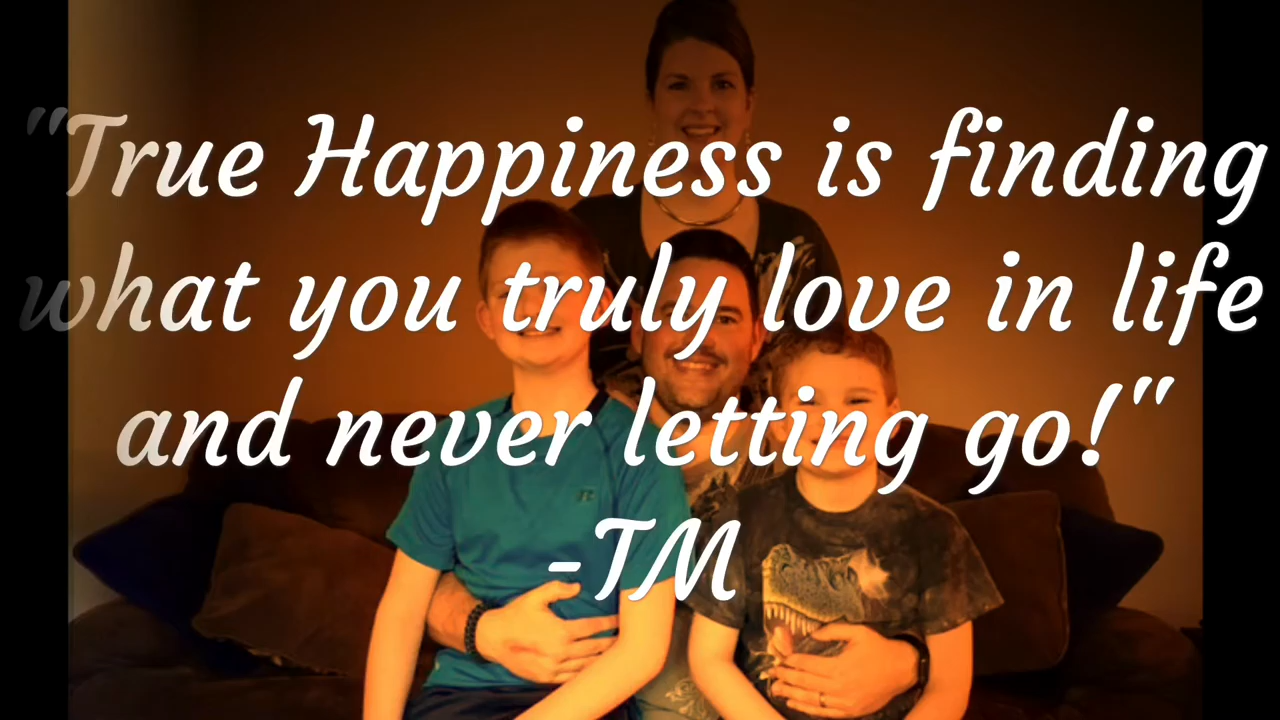 "True Happiness is finding
what you truly love in life
and never letting go!"
-TM